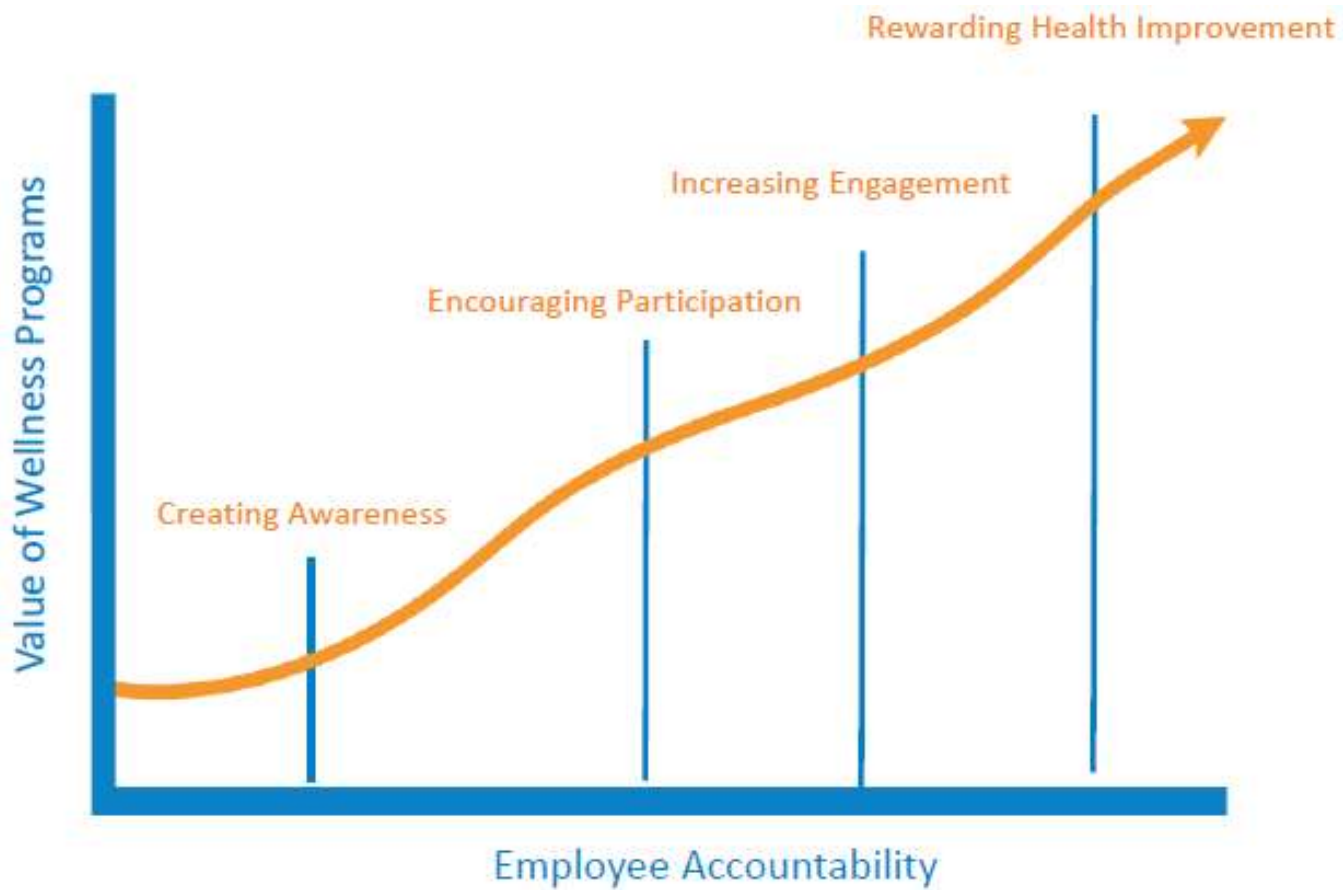 Rewarding Health Improvement
Increasing Engagement
Encouraging Participation
Creating Awareness
Value of Wellness Programs
Employee Accountability